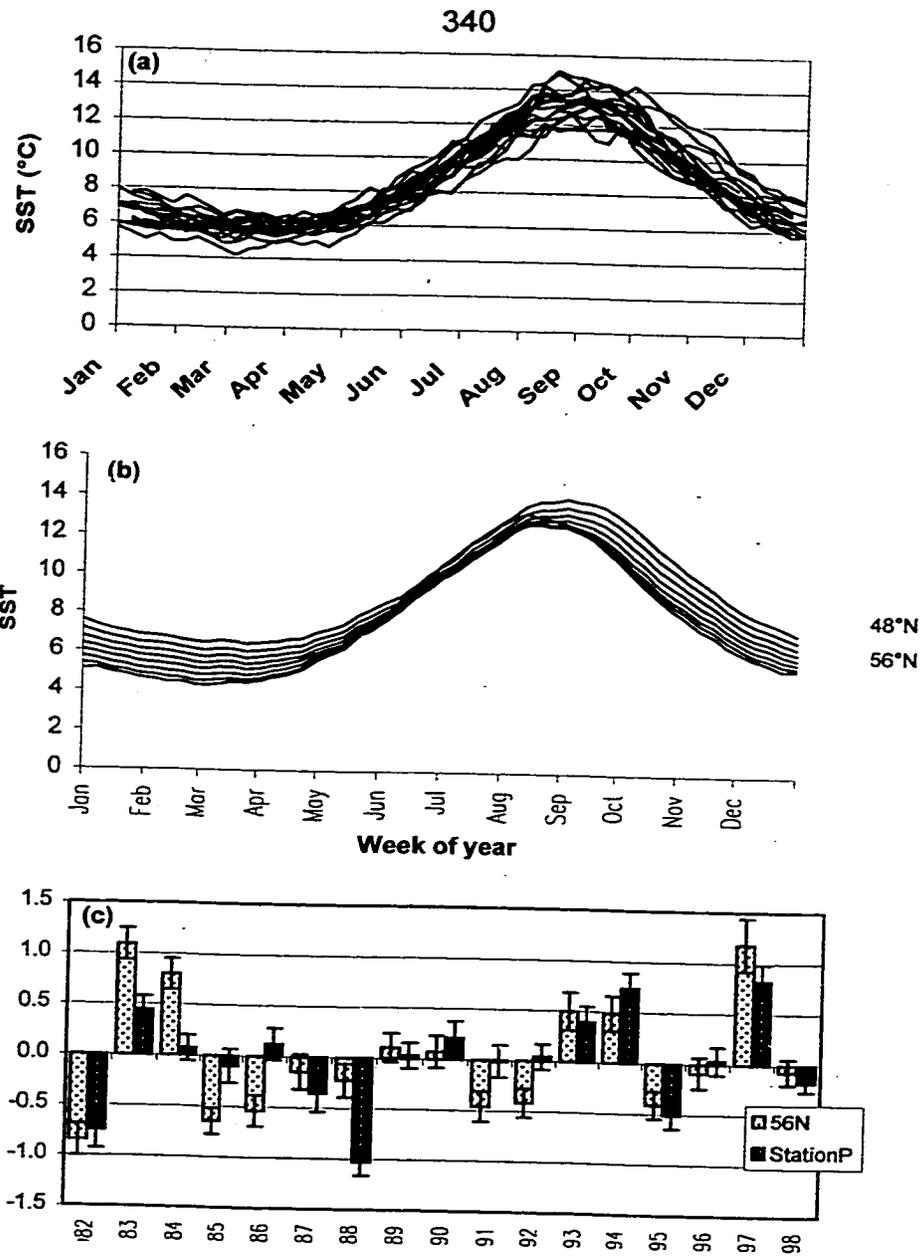 340
(a)
SST (°C)
16
14
12
10
8
6
4
2
0
Jan Feb Mar Apr May Jun Jul Aug Sep Oct Nov Dec
(b)
SST
16
14
12
10
8
6
4
2
0
48°N
56°N
Jan Feb Mar Apr May Jun Jul Aug Sep Oct Nov Dec
Week of year
(c)
1.5
1.0
0.5
0.0
-0.5
-1.0
-1.5
56N
StationP
'82 83 84 85 86 87 88 89 90 91 92 93 94 95 96 97 98